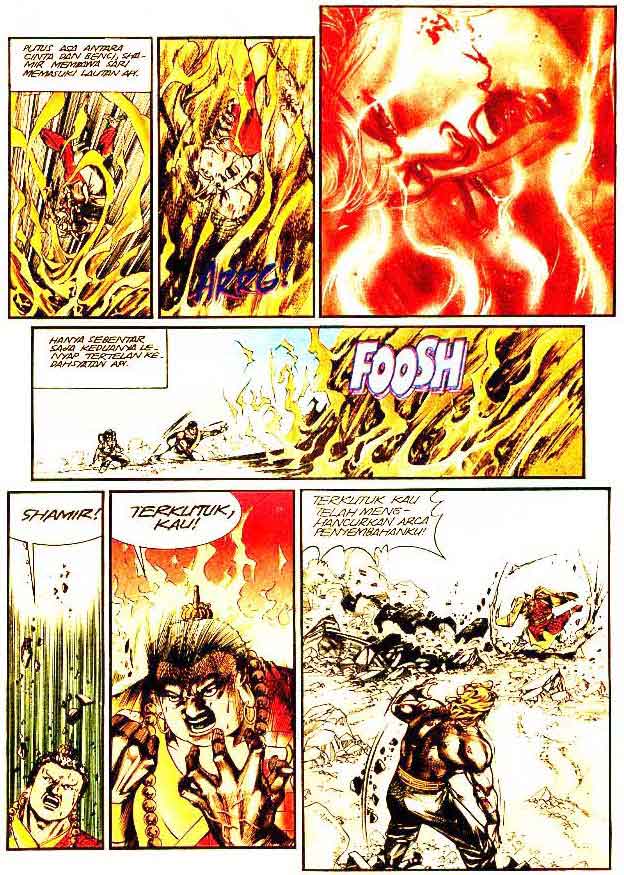 PUTUS ASA ANTARA
CINTA DAN BENCI, SHA-
MIR MEMBAWA SARI
MEMASUKI LAUTAN API.
ARRG!
HANYA SEBENTAR
SAJA KEDUANYA LE-
NYAP TERTELAN KE-
DAHSYATAN API.
FOOSH
SHAMIR!
TERKUTUK,
KAU!
TERKUTUK KAU
TELAH MENG-
HANCURKAN ARCA
PENYEMBAHANKU!